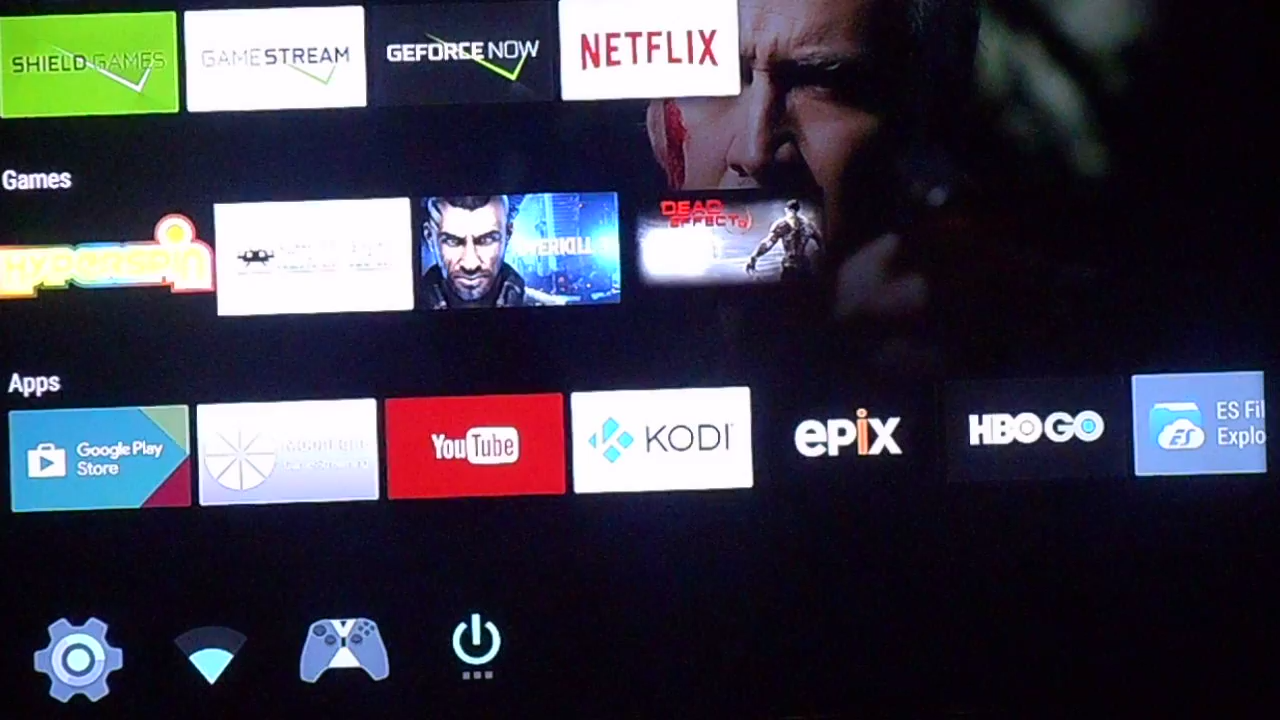 SHIELD GAMES
GAMESTREAM
GEFORCE NOW
NETFLIX
Games
HYPERSPIN
ERKILL
DEAD
EFFECT 2
Apps
Google Play
Store
YouTube
KODI
epix
HBO GO
ES Fil
Explo